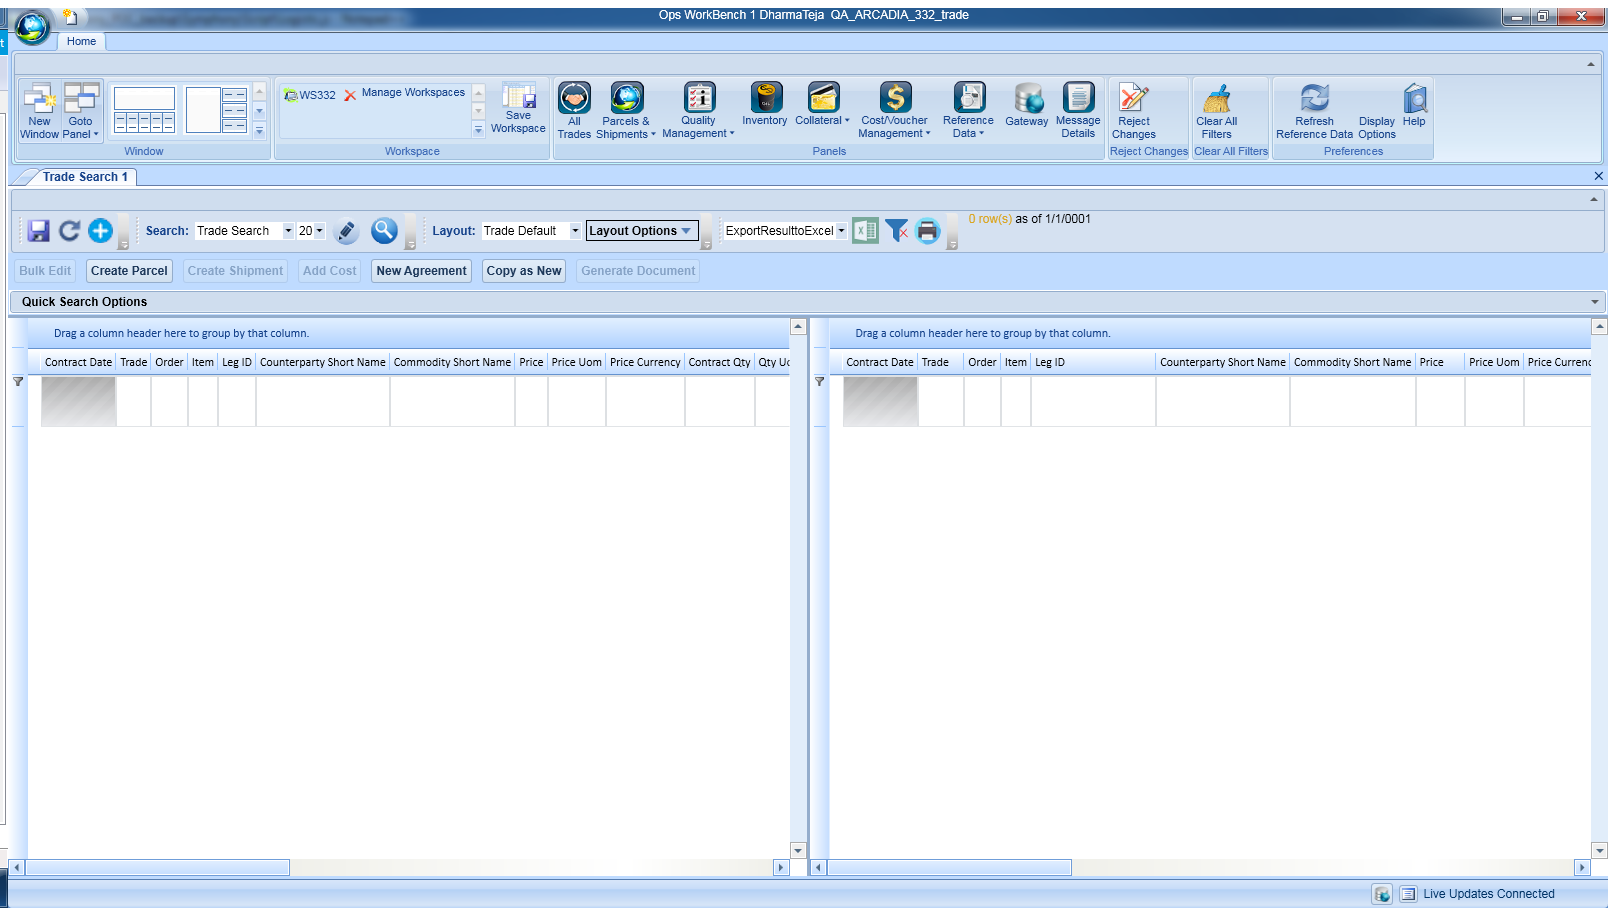 Ops WorkBench 1 DharmaTeja QA_ARCADIA_332_trade
Home
New Window
Goto Panel
Window
WS332
Manage Workspaces
Save Workspace
Workspace
All Trades
Parcels & Shipments
Quality Management
Inventory
Collateral
Cost/Voucher Management
Reference Data
Gateway
Message Details
Panels
Reject Changes
Reject Changes
Clear All Filters
Clear All Filters
Refresh Reference Data
Display Options
Help
Preferences
Trade Search 1
Search: Trade Search 20
Layout: Trade Default Layout Options
ExportResulttoExcel
0 row(s) as of 1/1/0001
Bulk Edit Create Parcel Create Shipment Add Cost New Agreement Copy as New Generate Document
Quick Search Options
Drag a column header here to group by that column.
Contract Date Trade Order Item Leg ID Counterparty Short Name Commodity Short Name Price Price Uom Price Currency Contract Qty Qty Uo
Drag a column header here to group by that column.
Contract Date Trade Order Item Leg ID Counterparty Short Name Commodity Short Name Price Price Uom Price Currenc
Live Updates Connected